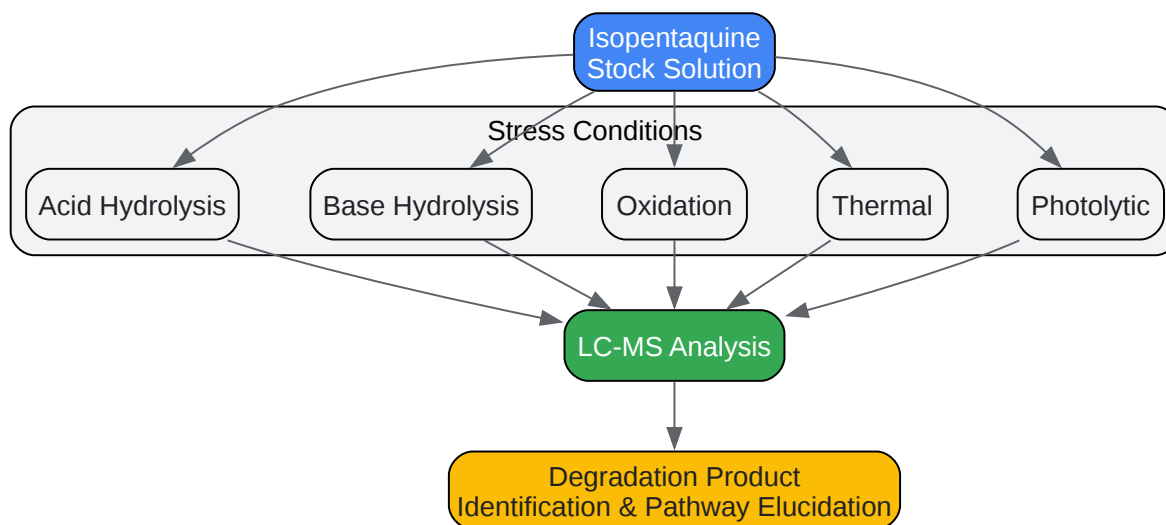 Isopentaquine
Stock Solution
Stress Conditions
Acid Hydrolysis
Base Hydrolysis
Oxidation
Thermal
Photolytic
LC-MS Analysis
Degradation Product
Identification & Pathway Elucidation